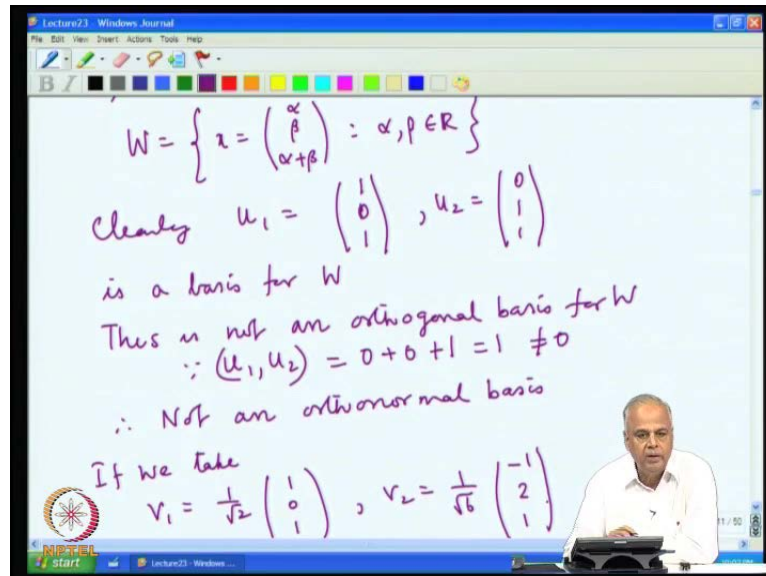 Lecture23 - Windows Journal
File Edit View Insert Actions Tools Help
B I
W = { x = (α β α+β) : α, β ∈ R }
Clearly u₁ = (1 0 1), u₂ = (0 1 1)
is a basis for W
This is not an orthogonal basis for W
∵ (u₁, u₂) = 0 + 0 + 1 = 1 ≠ 0
∴ Not an orthonormal basis
If we take
v₁ = 1/√2 (1 0 1), v₂ = 1/√6 (-1 2 1)
11 / 50
NPTEL
start
Lecture23 - Windows ...